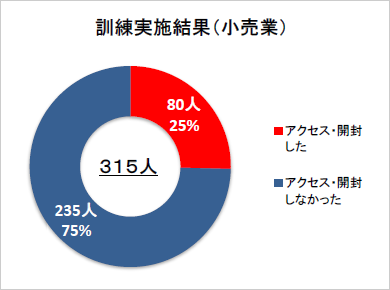 訓練実施結果(小売業)
80人
25%
アクセス・開封
した
315人
アクセス・開封
しなかった
235人
75%